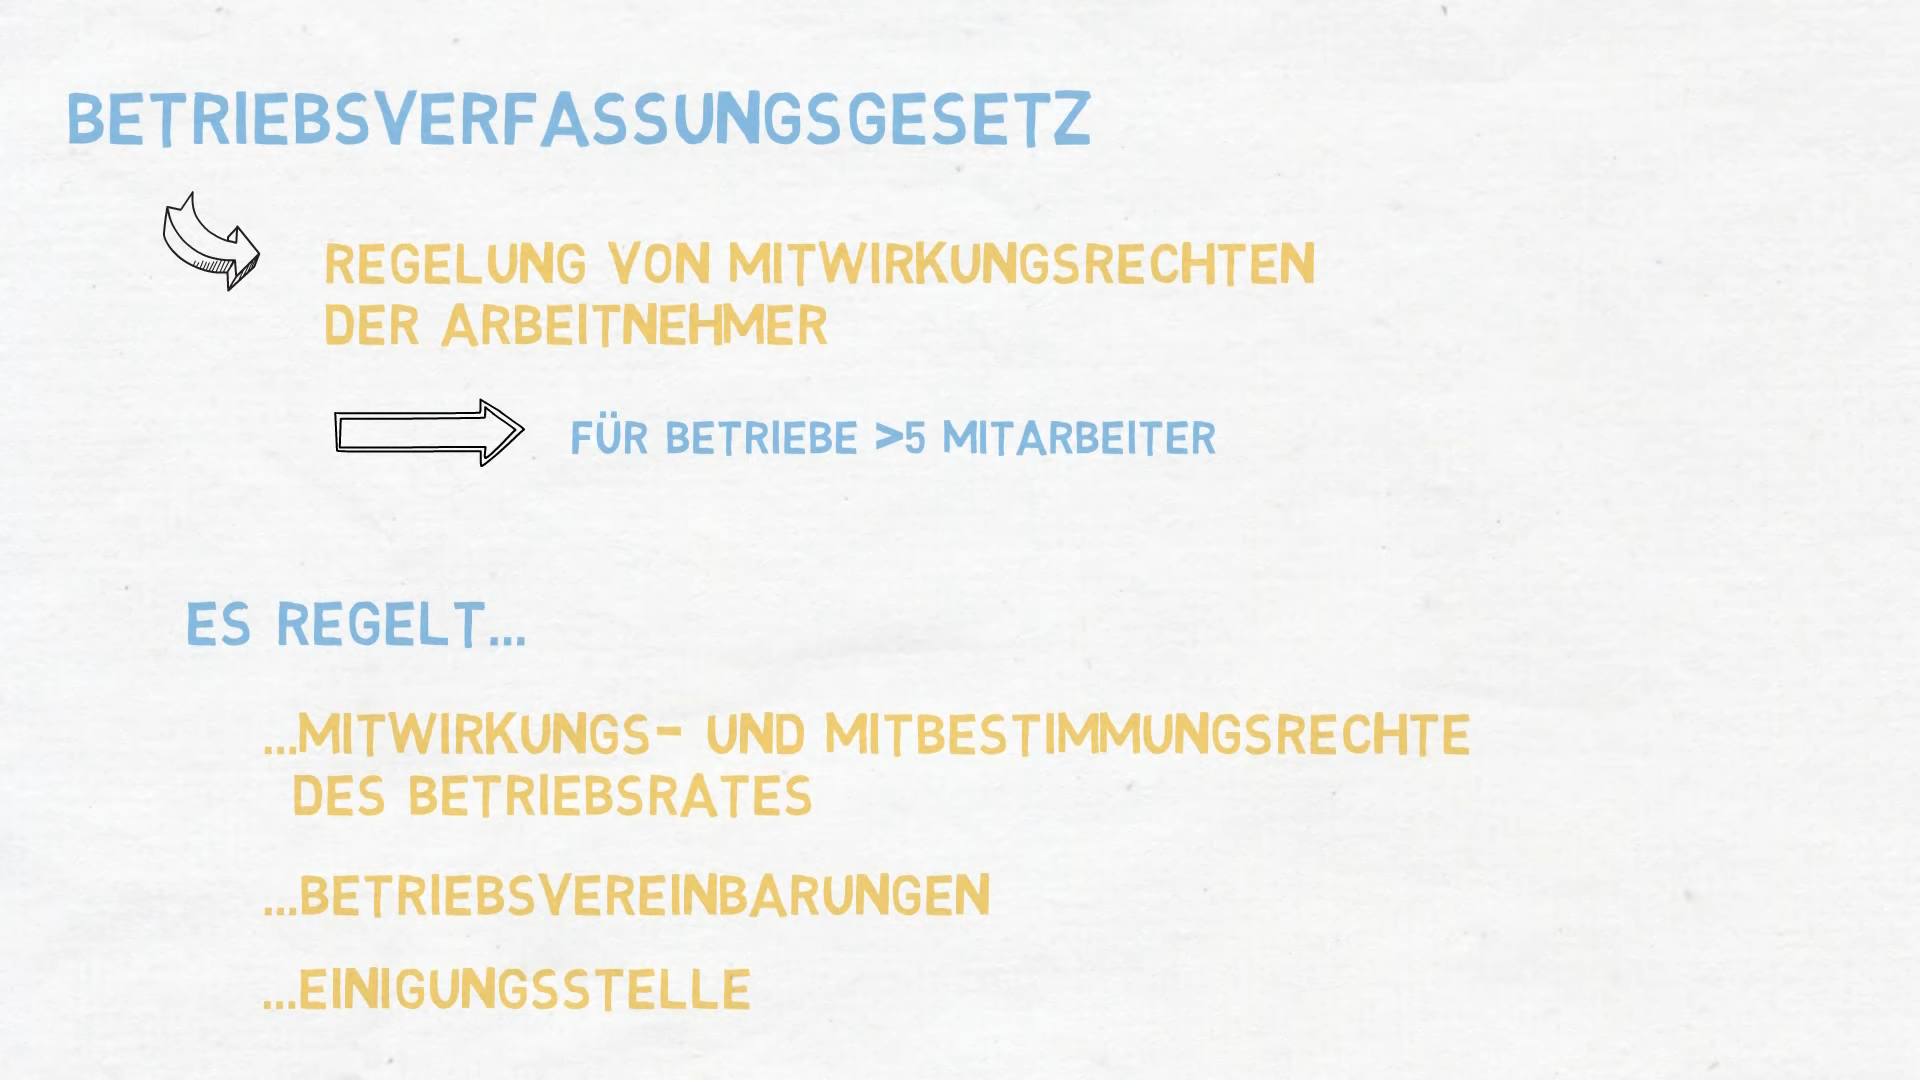 BETRIEBSVERFASSUNGSGESETZ
REGELUNG VON MITWIRKUNGSRECHTEN
DER ARBEITNEHMER
FÜR BETRIEBE >5 MITARBEITER
ES REGELT...
...MITWIRKUNGS- UND MITBESTIMMUNGSRECHTE
DES BETRIEBSRATES
...BETRIEBSVEREINBARUNGEN
...EINIGUNGSSTELLE